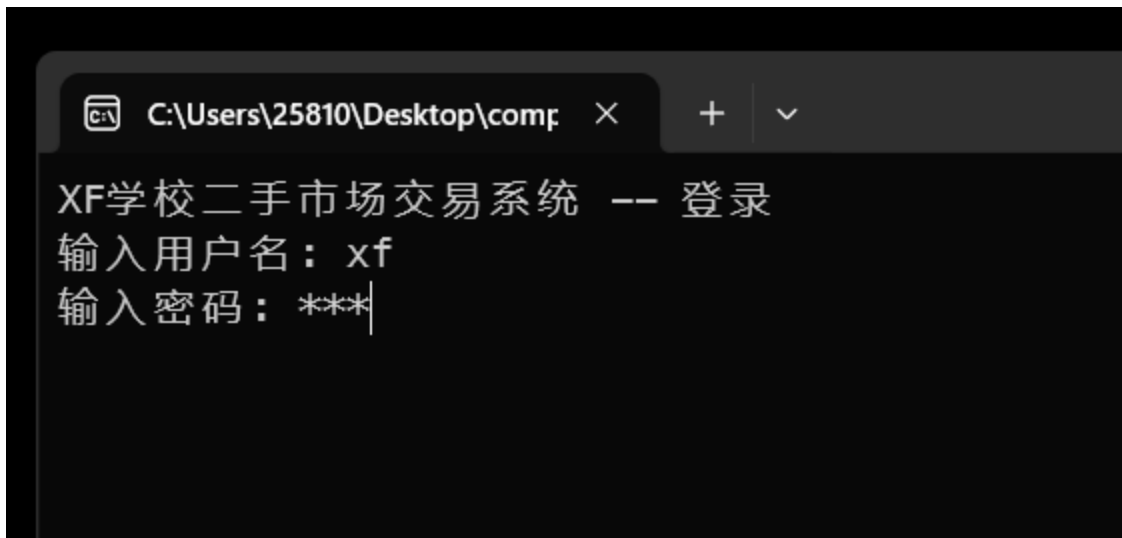 C:\Users\25810\Desktop\comp
XF学校二手市场交易系统 -- 登录
输入用户名: xf
输入密码: ***